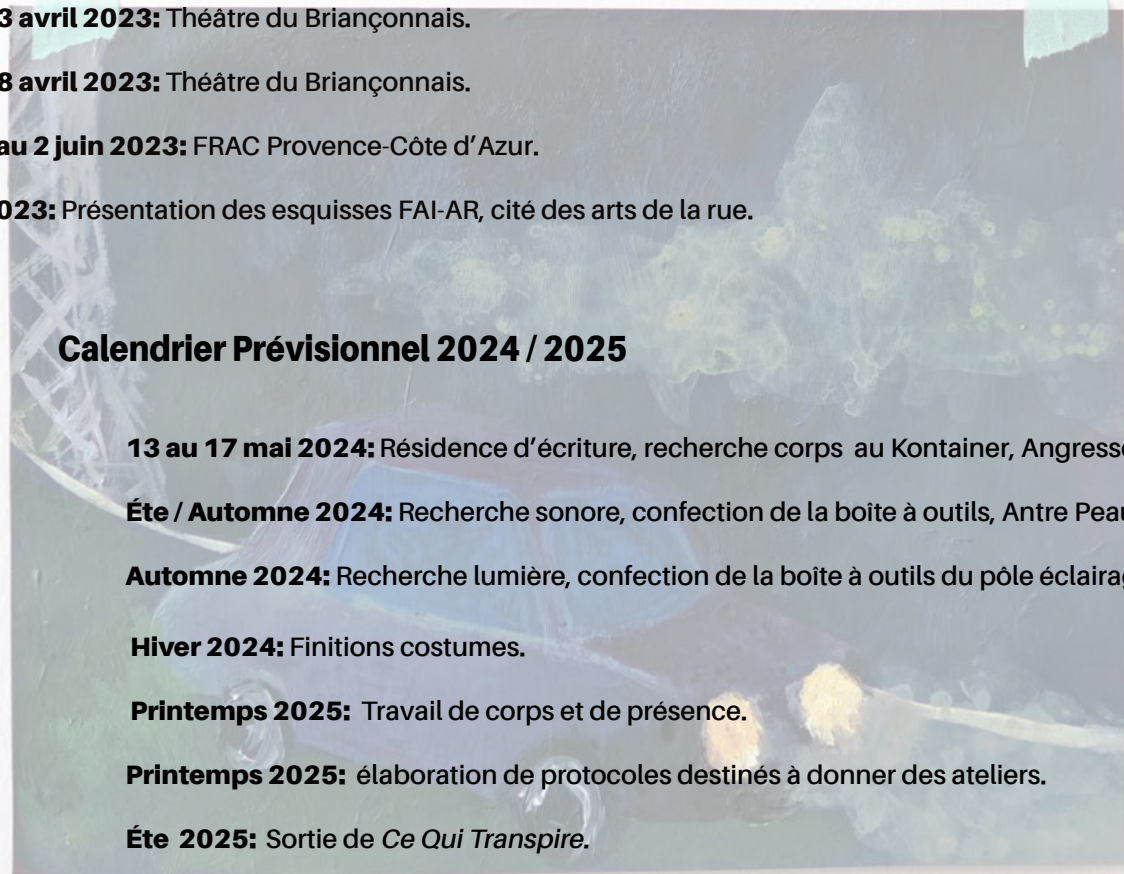 3 avril 2023: Théâtre du Briançonnais.
8 avril 2023: Théâtre du Briançonnais.
au 2 juin 2023: FRAC Provence-Côte d’Azur.
023: Présentation des esquisses FAI-AR, cité des arts de la rue.
Calendrier Prévisionnel 2024 / 2025
13 au 17 mai 2024: Résidence d’écriture, recherche corps au Kontainer,
Éte / Automne 2024: Recherche sonore, confection de la boîte à outils, Antre
Automne 2024: Recherche lumière, confection de la boîte à outils du pôle
Hiver 2024: Finitions costumes.
Printemps 2025: Travail de corps et de présence.
Printemps 2025: élaboration de protocoles destinés à donner des ateliers.
Éte 2025: Sortie de Ce Qui Transpire.